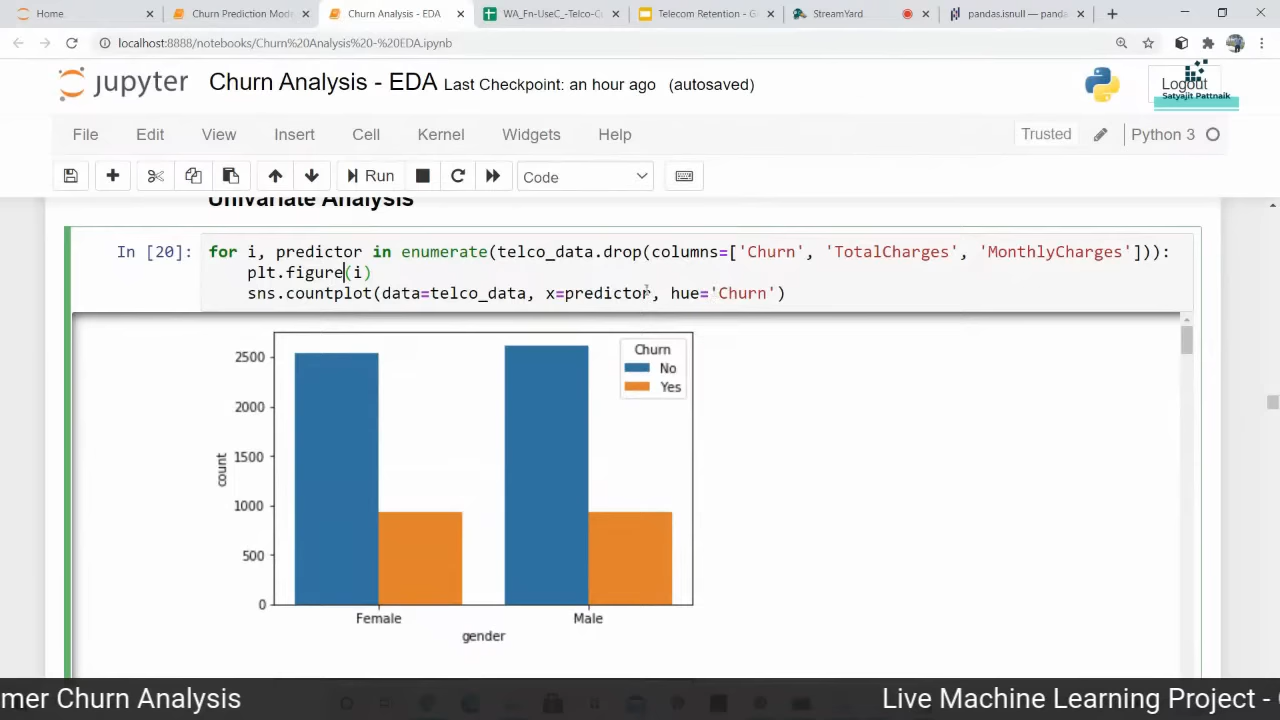 Home
Churn Prediction Mode
Churn Analysis - EDA
WA_Fn-UseC_-Telco-Cu
Telecom Retention - G
StreamYard
pandas.isnull — panda
localhost:8888/notebooks/Churn%20Analysis%20-%20EDA.ipynb
jupyter Churn Analysis - EDA Last Checkpoint: an hour ago (autosaved)
Logout
Satyajit Pattnaik
File Edit View Insert Cell Kernel Widgets Help Trusted Python 3
Run Code
Univariate Analysis
In [20]: for i, predictor in enumerate(telco_data.drop(columns=['Churn', 'TotalCharges', 'MonthlyCharges'])):
plt.figure(i)
sns.countplot(data=telco_data, x=predictor, hue='Churn')
Churn
No
Yes
2500
2000
1500
1000
500
0
count
Female Male
gender
mer Churn Analysis
Live Machine Learning Project -